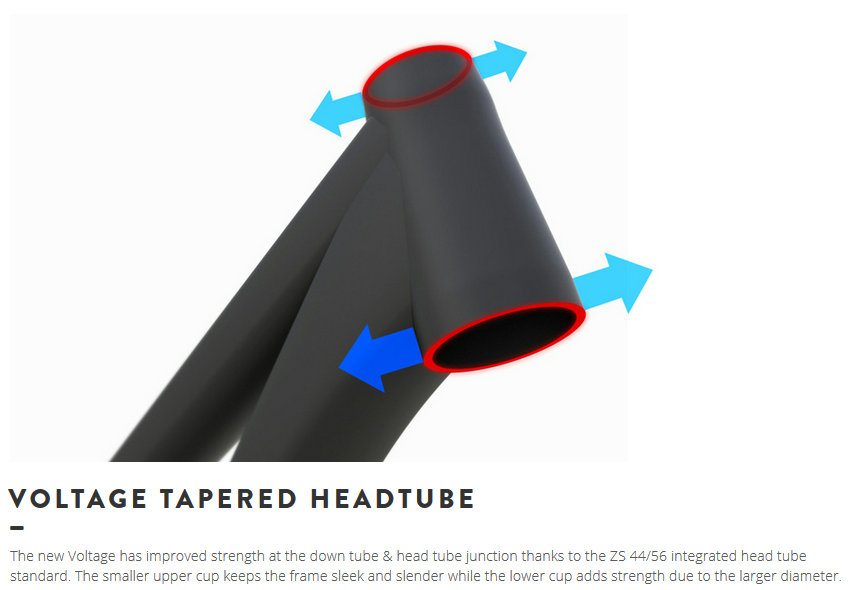 VOLTAGE TAPERED HEADTUBE
The new Voltage has improved strength at the down tube & head tube junction thanks to the ZS 44/56 integrated head tube
standard. The smaller upper cup keeps the frame sleek and slender while the lower cup adds strength due to the larger diameter.